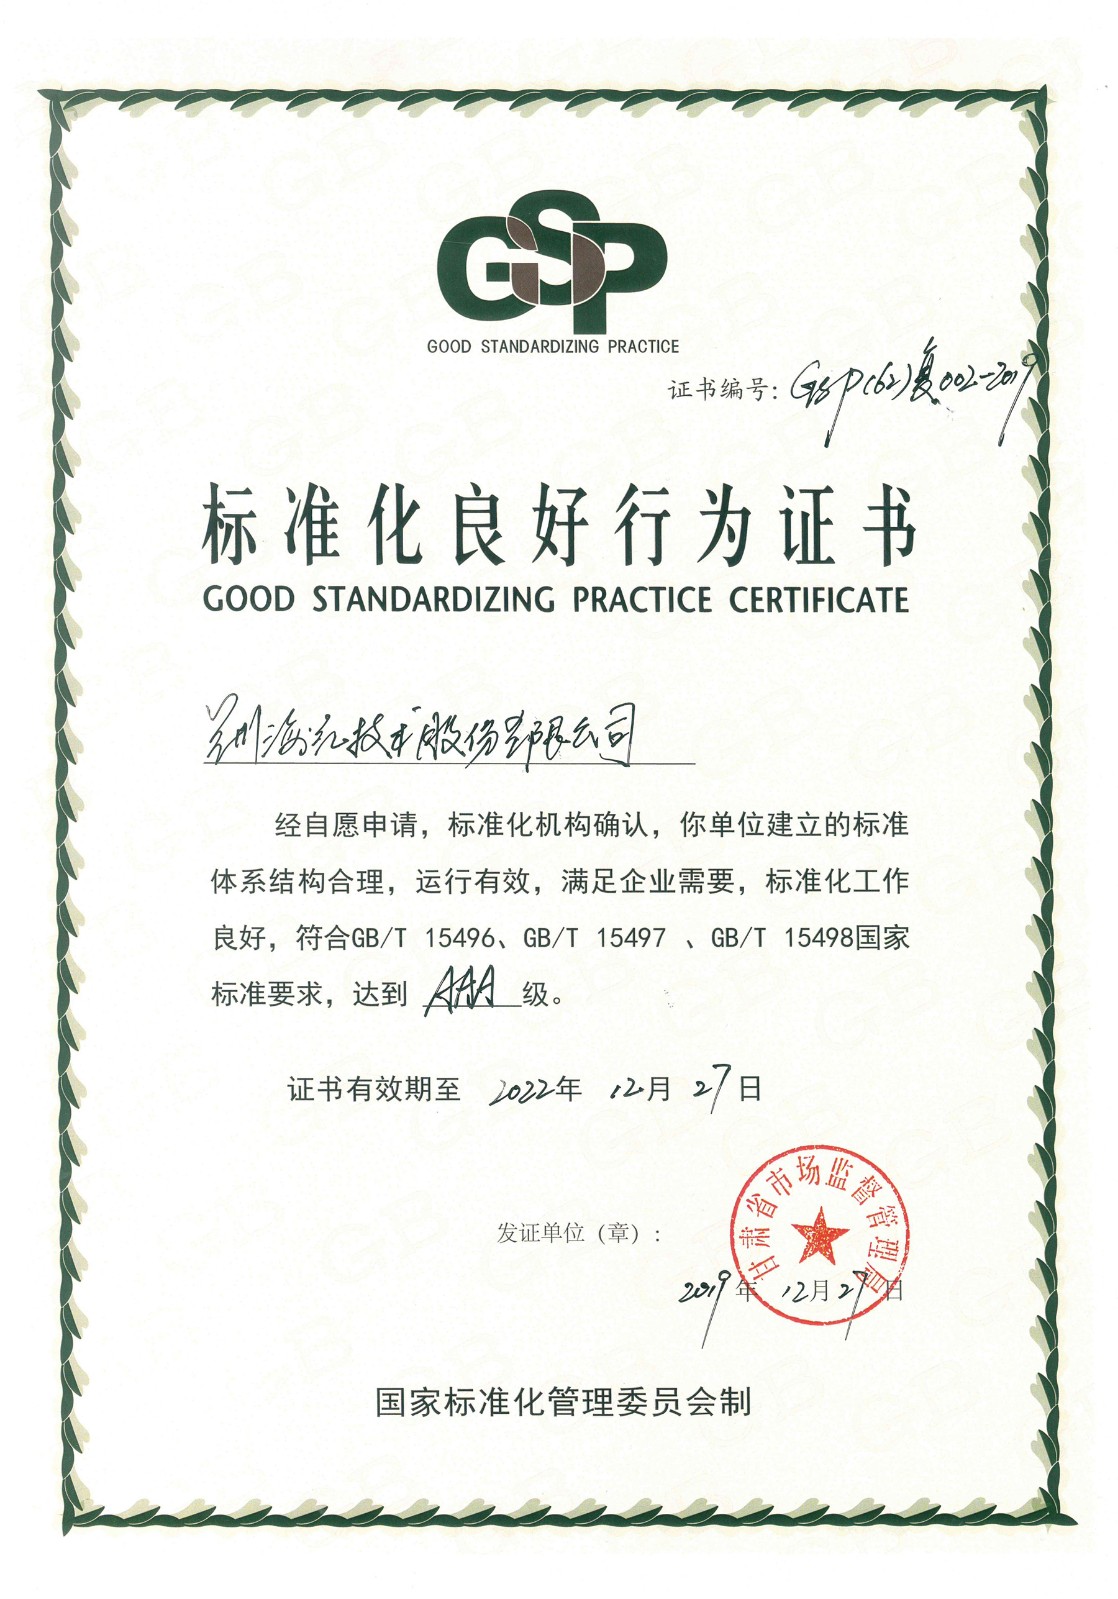 GSP
GOOD STANDARDIZING PRACTICE
证书编号: GSP(62)复002-2019
标准化良好行为证书
GOOD STANDARDIZING PRACTICE CERTIFICATE
兰州海红技术股份有限公司
经自愿申请，标准化机构确认，你单位建立的标准
体系结构合理，运行有效，满足企业需要，标准化工作
良好，符合GB/T 15496、GB/T 15497 、GB/T 15498国家
标准要求，达到 AAA 级。
证书有效期至 2022年 12月 27日
甘肃省市场监督管理局
发证单位（章）:
2019年 12月27日
国家标准化管理委员会制